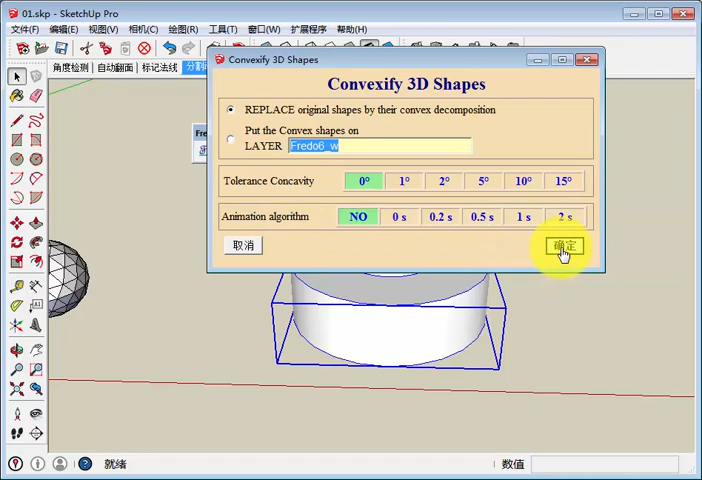 01.skp - SketchUp Pro
文件(F) 编辑(E) 视图(V) 相机(C) 绘图(R) 工具(T) 窗口(W) 扩展程序 帮助(H)
角度检测 自动翻面 标记法线
Convexify 3D Shapes
Convexify 3D Shapes
REPLACE original shapes by their convex decomposition
Put the Convex shapes on
LAYER Fredo6_w
Tolerance Concavity 0° 1° 2° 5° 10° 15°
Animation algorithm NO 0 s 0.2 s 0.5 s 1 s 2 s
取消 确定
就绪 数值